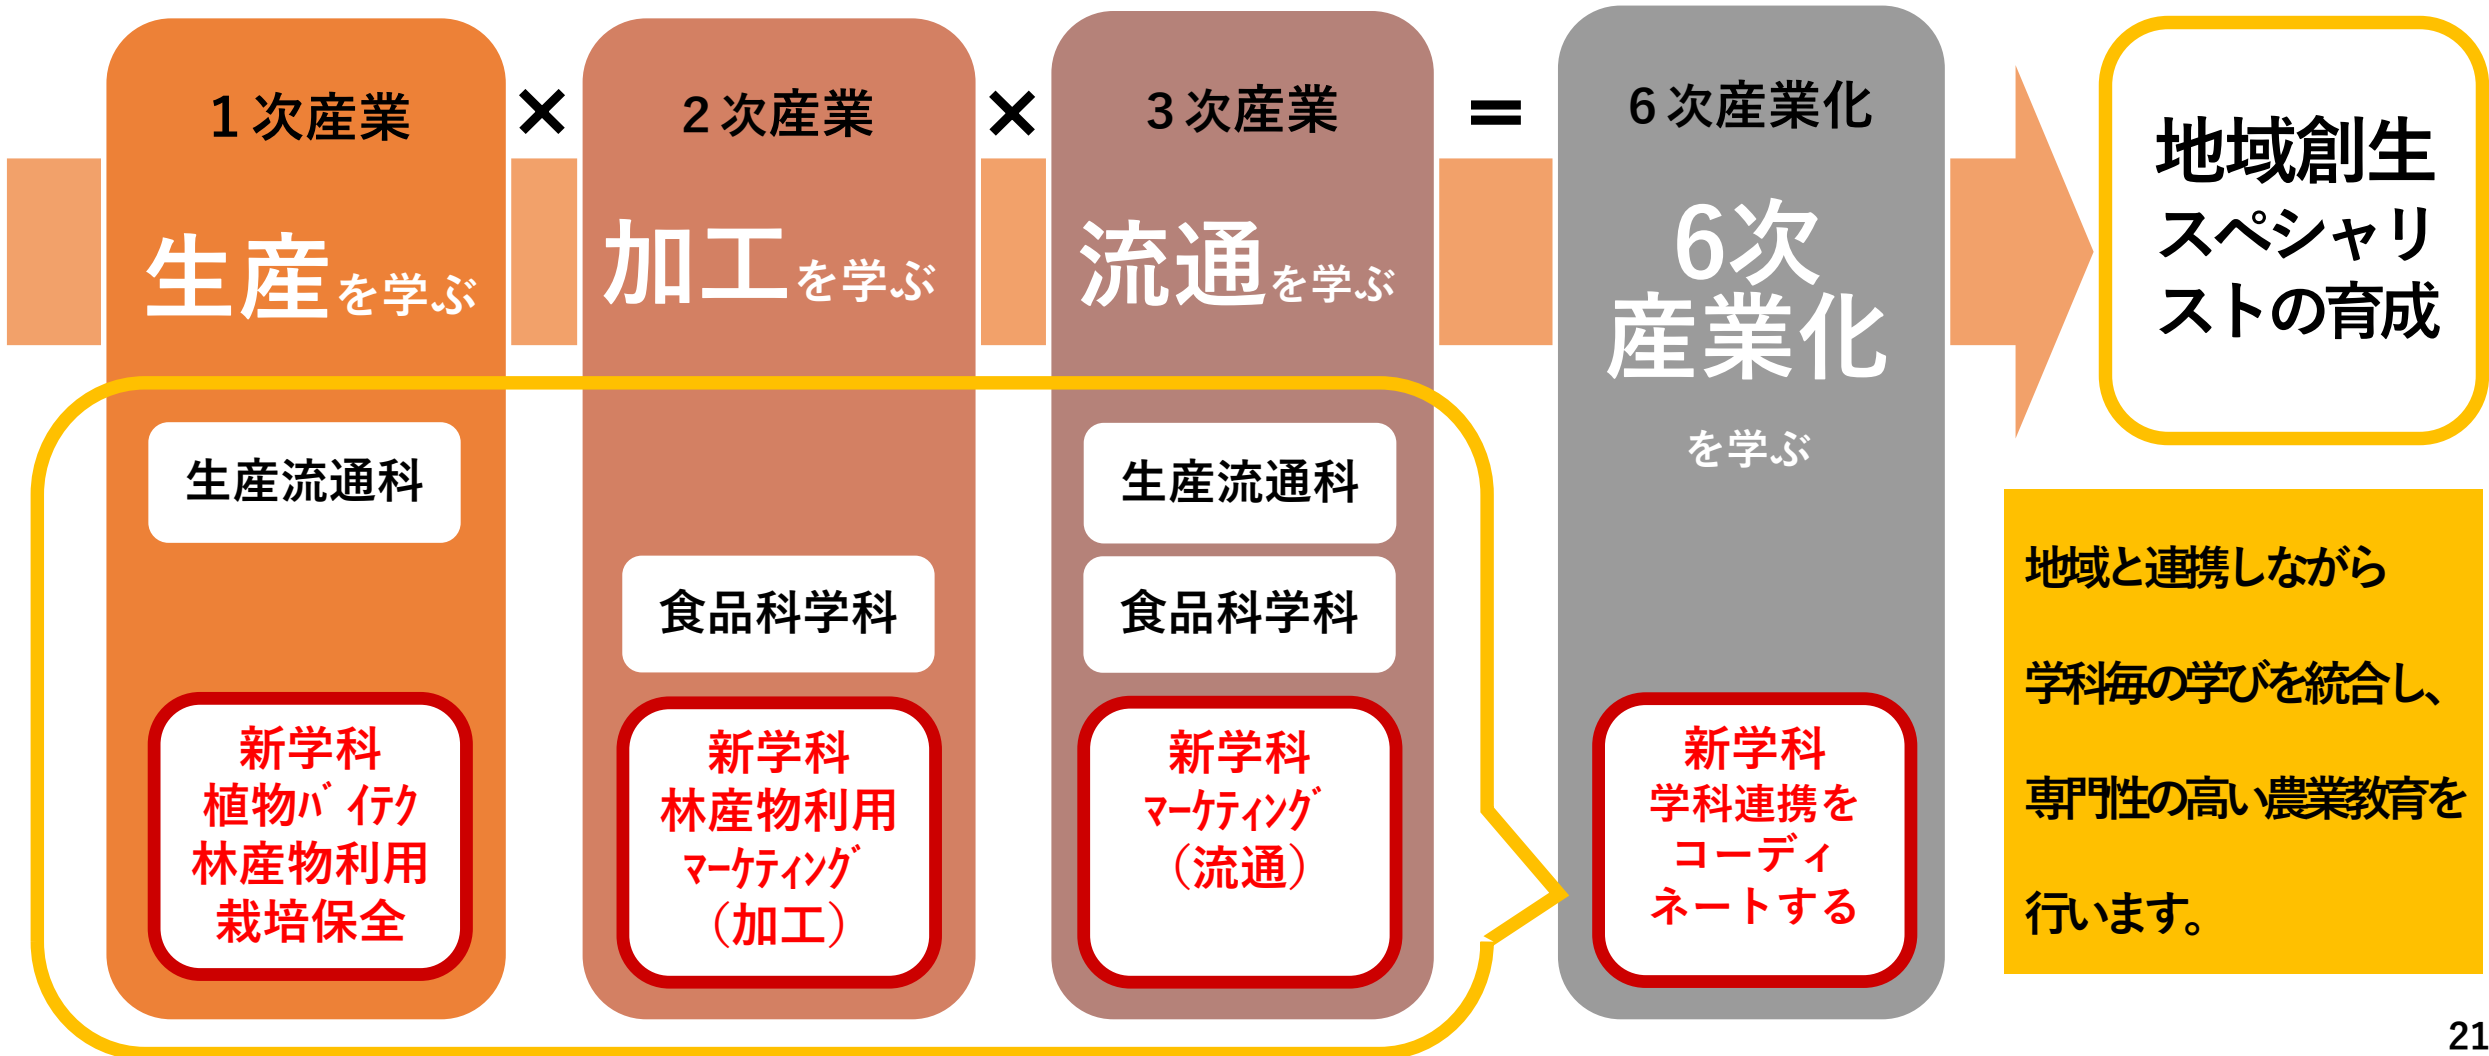 １次産業
生産を学ぶ
生産流通科
新学科
植物ﾊﾞｲﾃｸ
林産物利用
栽培保全
×
２次産業
加工を学ぶ
食品科学科
新学科
林産物利用
ﾏｰｹﾃｨﾝｸﾞ
（加工）
×
３次産業
流通を学ぶ
生産流通科
食品科学科
新学科
ﾏｰｹﾃｨﾝｸﾞ
（流通）
＝
６次産業化
6次
産業化
を学ぶ
新学科
学科連携を
コーディ
ネートする
地域創生
スペシャリ
ストの育成
地域と連携しながら
学科毎の学びを統合し、
専門性の高い農業教育を
行います。
21